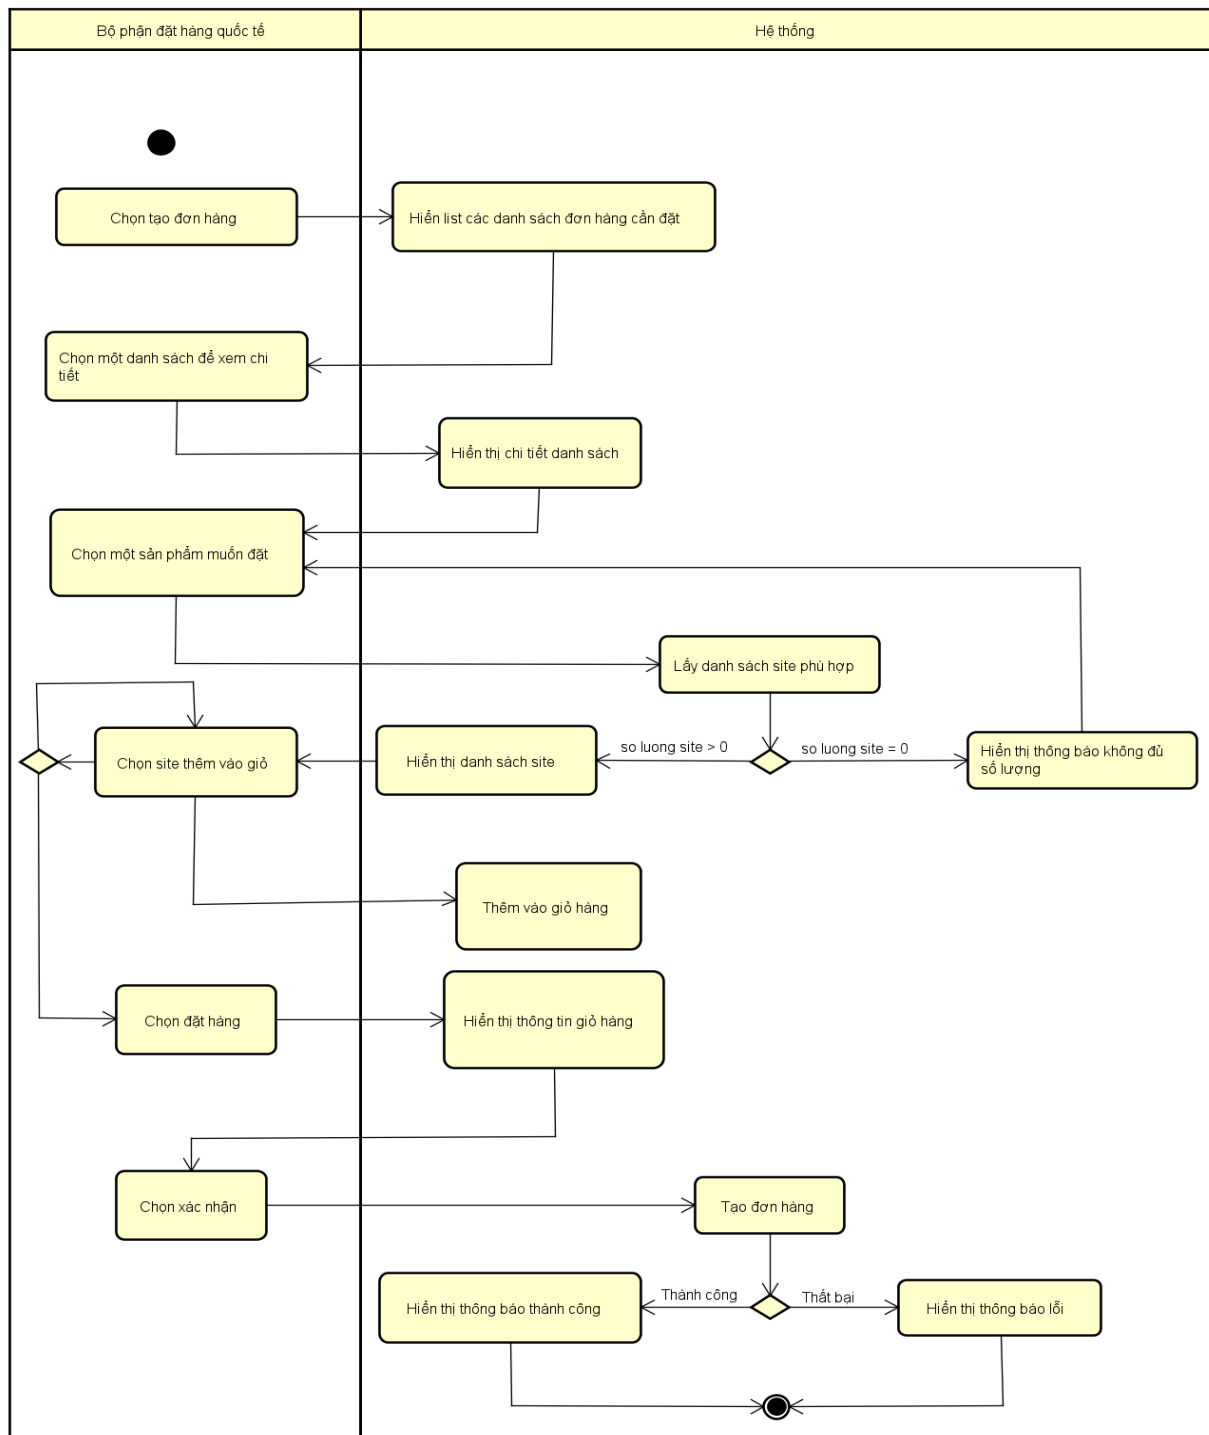 Bộ phận đặt hàng quốc tế
Hệ thống
Chọn tạo đơn hàng
Hiển list các danh sách đơn hàng cần đặt
Chọn một danh sách để xem chi
tiết
Hiển thị chi tiết danh sách
Chọn một sản phẩm muốn đặt
Lấy danh sách site phù hợp
so luong site > 0
so luong site = 0
Chọn site thêm vào giỏ
Hiển thị danh sách site
Hiển thị thông báo không đủ
số lượng
Thêm vào giỏ hàng
Chọn đặt hàng
Hiển thị thông tin giỏ hàng
Chọn xác nhận
Tạo đơn hàng
Thành công
Thất bại
Hiển thị thông báo thành công
Hiển thị thông báo lỗi